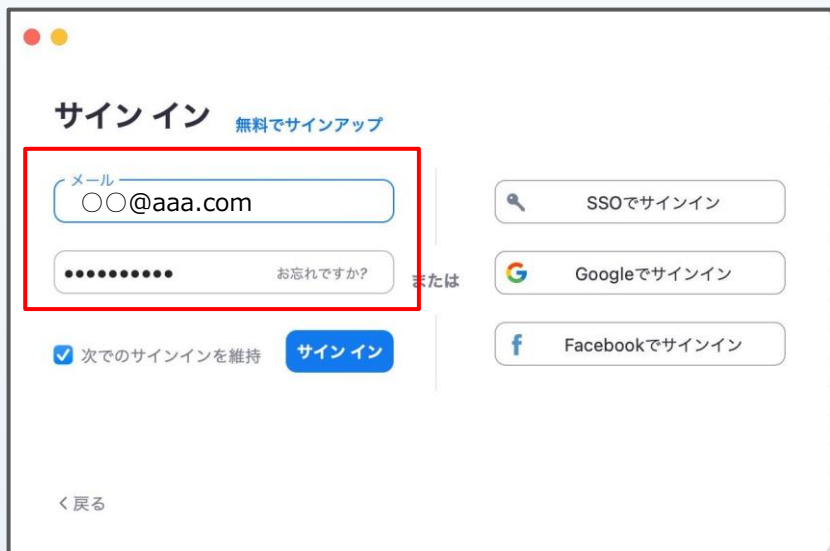 サイン イン 無料でサインアップ
メール
○○@aaa.com
●●●●●●●●●● お忘れですか?
次でのサインインを維持 サイン イン
または
SSOでサインイン
Googleでサインイン
Facebookでサインイン
<戻る